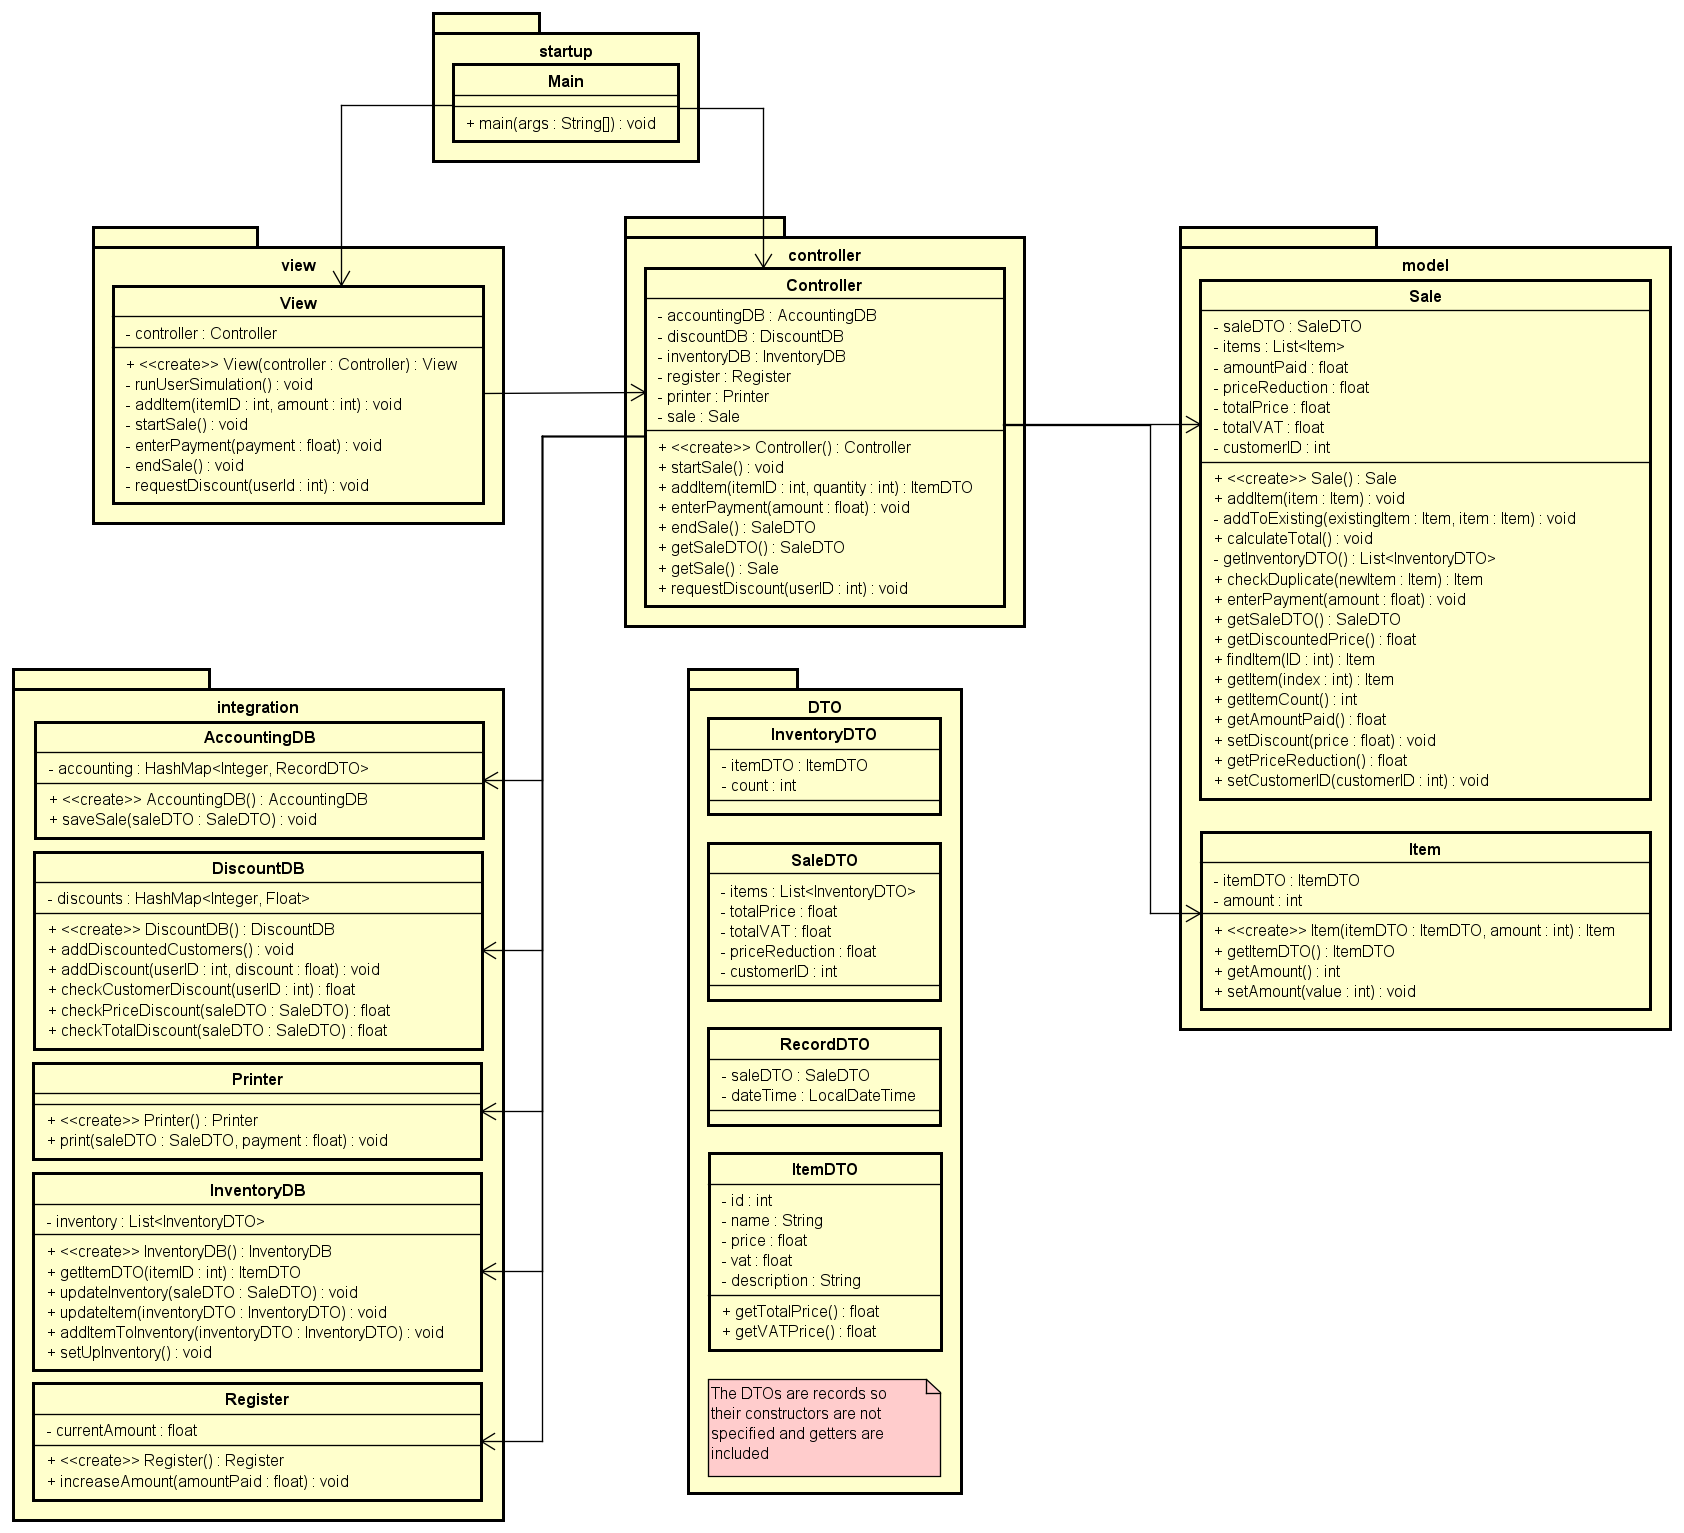 startup
Main
+ main(args : String[]) : void
view
View
- controller : Controller
+ <<create>> View(controller : Controller) : View
- runUserSimulation() : void
- addItem(itemID : int, amount : int) : void
- startSale() : void
- enterPayment(payment : float) : void
- endSale() : void
- requestDiscount(userId : int) : void
controller
Controller
- accountingDB : AccountingDB
- discountDB : DiscountDB
- inventoryDB : InventoryDB
- register : Register
- printer : Printer
- sale : Sale
+ <<create>> Controller() : Controller
+ startSale() : void
+ addItem(itemID : int, quantity : int) : ItemDTO
+ enterPayment(amount : float) : void
+ endSale() : SaleDTO
+ getSaleDTO() : SaleDTO
+ getSale() : Sale
+ requestDiscount(userID : int) : void
model
Sale
- saleDTO : SaleDTO
- items : List<Item>
- amountPaid : float
- priceReduction : float
- totalPrice : float
- totalVAT : float
- customerID : int
+ <<create>> Sale() : Sale
+ addItem(item : Item) : void
- addToExisting(existingItem : Item, item : Item) : void
+ calculateTotal() : void
- getInventoryDTO() : List<InventoryDTO>
+ checkDuplicate(newItem : Item) : Item
+ enterPayment(amount : float) : void
+ getSaleDTO() : SaleDTO
+ getDiscountedPrice() : float
+ findItem(ID : int) : Item
+ getItem(index : int) : Item
+ getItemCount() : int
+ getAmountPaid() : float
+ setDiscount(price : float) : void
+ getPriceReduction() : float
+ setCustomerID(customerID : int) : void
Item
- itemDTO : ItemDTO
- amount : int
+ <<create>> Item(itemDTO : ItemDTO, amount : int) : Item
+ getItemDTO() : ItemDTO
+ getAmount() : int
+ setAmount(value : int) : void
integration
AccountingDB
- accounting : HashMap<Integer, RecordDTO>
+ <<create>> AccountingDB() : AccountingDB
+ saveSale(saleDTO : SaleDTO) : void
DiscountDB
- discounts : HashMap<Integer, Float>
+ <<create>> DiscountDB() : DiscountDB
+ addDiscountedCustomers() : void
+ addDiscount(userID : int, discount : float) : void
+ checkCustomerDiscount(userID : int) : float
+ checkPriceDiscount(saleDTO : SaleDTO) : float
+ checkTotalDiscount(saleDTO : SaleDTO) : float
Printer
+ <<create>> Printer() : Printer
+ print(saleDTO : SaleDTO, payment : float) : void
InventoryDB
- inventory : List<InventoryDTO>
+ <<create>> InventoryDB() : InventoryDB
+ getItemDTO(itemID : int) : ItemDTO
+ updateInventory(saleDTO : SaleDTO) : void
+ updateItem(inventoryDTO : InventoryDTO) : void
+ addItemToInventory(inventoryDTO : InventoryDTO) : void
+ setUpInventory() : void
Register
- currentAmount : float
+ <<create>> Register() : Register
+ increaseAmount(amountPaid : float) : void
DTO
InventoryDTO
- itemDTO : ItemDTO
- count : int
SaleDTO
- items : List<InventoryDTO>
- totalPrice : float
- totalVAT : float
- priceReduction : float
- customerID : int
RecordDTO
- saleDTO : SaleDTO
- dateTime : LocalDateTime
ItemDTO
- id : int
- name : String
- price : float
- vat : float
- description : String
+ getTotalPrice() : float
+ getVATPrice() : float
The DTOs are records so
their constructors are not
specified and getters are
included